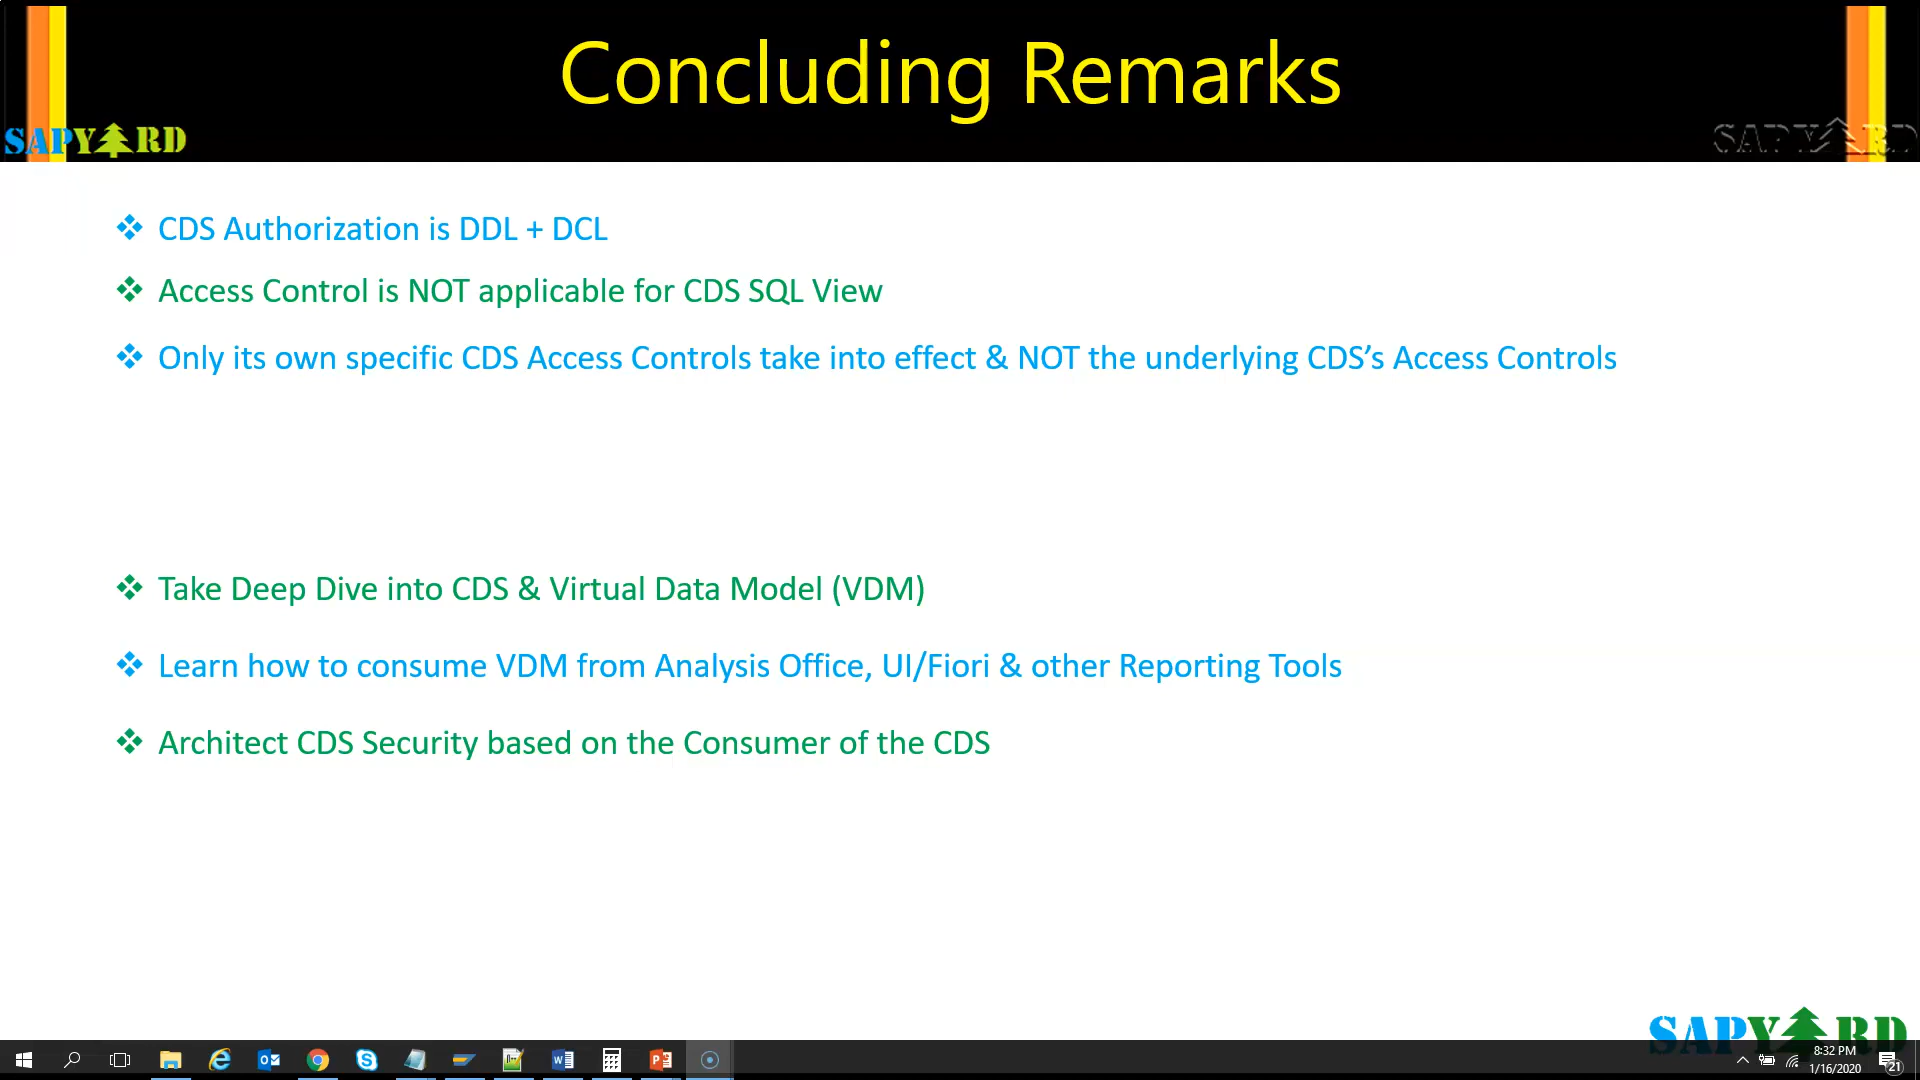 Concluding Remarks
SAPYARD
SAPYARD
CDS Authorization is DDL + DCL
Access Control is NOT applicable for CDS SQL View
Only its own specific CDS Access Controls take into effect & NOT the underlying CDS’s Access Controls
Take Deep Dive into CDS & Virtual Data Model (VDM)
Learn how to consume VDM from Analysis Office, UI/Fiori & other Reporting Tools
Architect CDS Security based on the Consumer of the CDS
SAPYARD
8:32 PM
1/16/2020
21